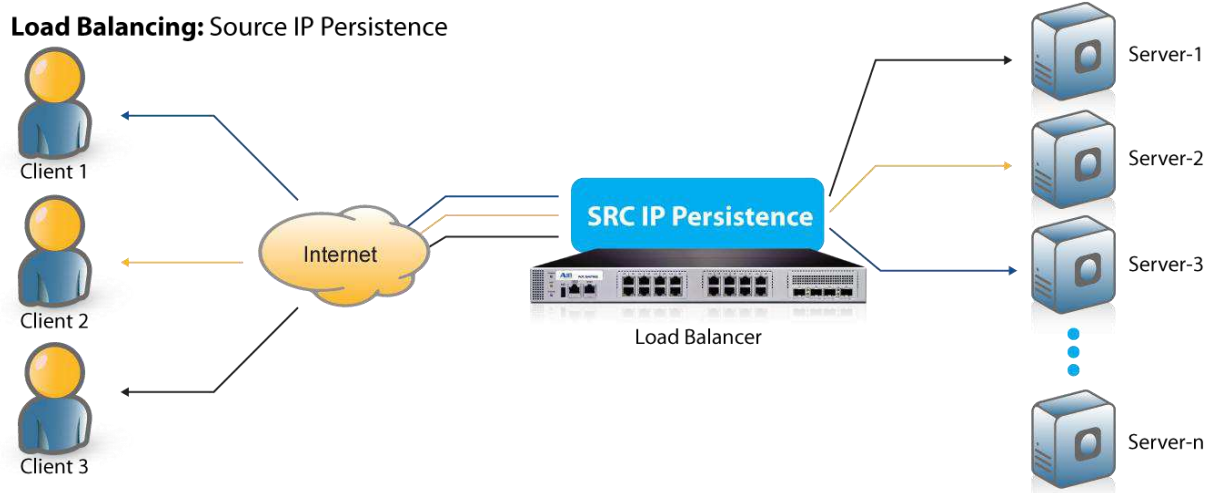 Load Balancing: Source IP Persistence
Client 1
Client 2
Client 3
Internet
SRC IP Persistence
Load Balancer
Server-1
Server-2
Server-3
Server-n